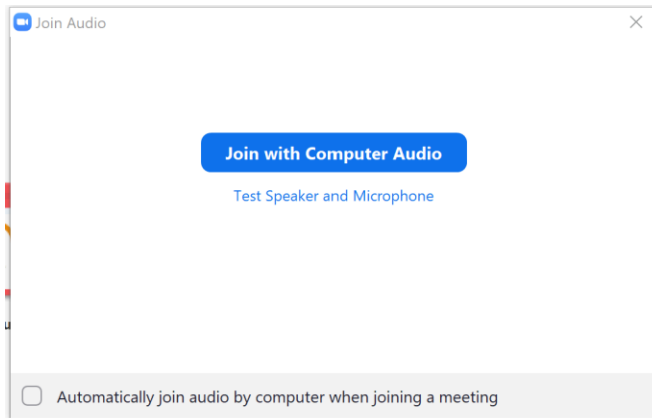 Join Audio
Join with Computer Audio
Test Speaker and Microphone
Automatically join audio by computer when joining a meeting